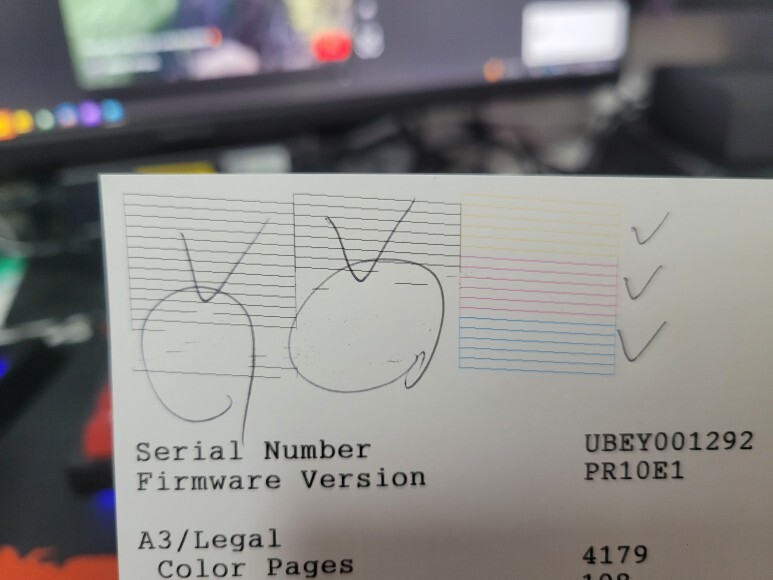 Serial Number UBEY001292
Firmware Version PR10E1
A3/Legal
Color Pages 4179